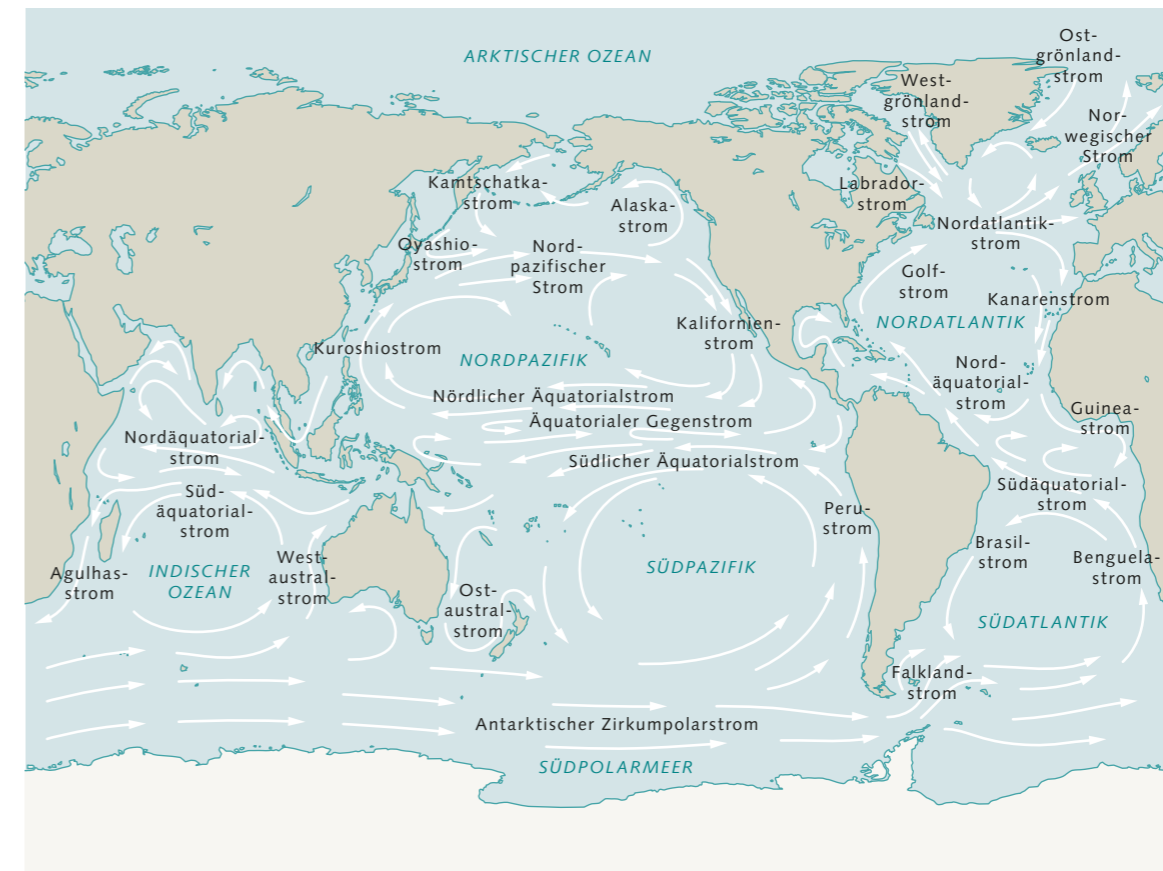 ARKTISCHER OZEAN
Ost-
grönland-
strom
West-
grönland-
strom
Nor-
wegischer
Strom
Kamtschatka-
strom
Alaska-
strom
Labrador-
strom
Oyashio-
strom
Nord-
pazifischer
Strom
Nordatlantik-
strom
Golf-
strom
Kanarenstrom
Kuroshiostrom
NORDPAZIFIK
Kalifornien-
strom
NORDATLANTIK
Nördlicher Äquatorialstrom
Nord-
äquatorial-
strom
Äquatorialer Gegenstrom
Guinea-
strom
Nordäquatorial-
strom
Südlicher Äquatorialstrom
Süd-
äquatorial-
strom
Südäquatorial-
strom
Peru-
strom
Agulhas-
strom
INDISCHER
OZEAN
West-
austral-
strom
Ost-
austral-
strom
SÜDPAZIFIK
Brasil-
strom
Benguela-
strom
SÜDATLANTIK
Falkland-
strom
Antarktischer Zirkumpolarstrom
SÜDPOLARMEER